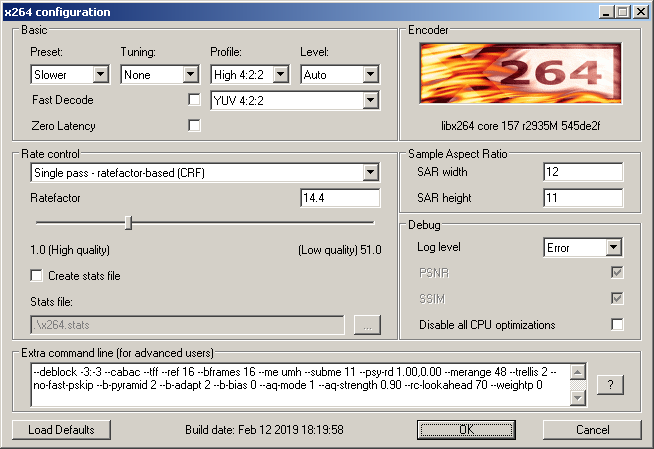 x264 configuration
Basic
Preset: Tuning: Profile: Level:
Slower None High 4:2:2 Auto
Fast Decode YUV 4:2:2
Zero Latency
Encoder
264
libx264 core 157 r2935M 545de2f
Rate control
Single pass - ratefactor-based (CRF)
Ratefactor 14.4
1.0 (High quality) (Low quality) 51.0
Create stats file
Stats file:
.\x264.stats ...
Sample Aspect Ratio
SAR width 12
SAR height 11
Debug
Log level Error
PSNR
SSIM
Disable all CPU optimizations
Extra command line (for advanced users)
--deblock -3:-3 --cabac --tff --ref 16 --bframes 16 --me umh --subme 11 --psy-rd 1.00,0.00 --merange 48 --trellis 2 --
no-fast-pskip --b-pyramid 2 --b-adapt 2 --b-bias 0 --aq-mode 1 --aq-strength 0.90 --rc-lookahead 70 --weightp 0
?
Load Defaults Build date: Feb 12 2019 18:19:58 OK Cancel